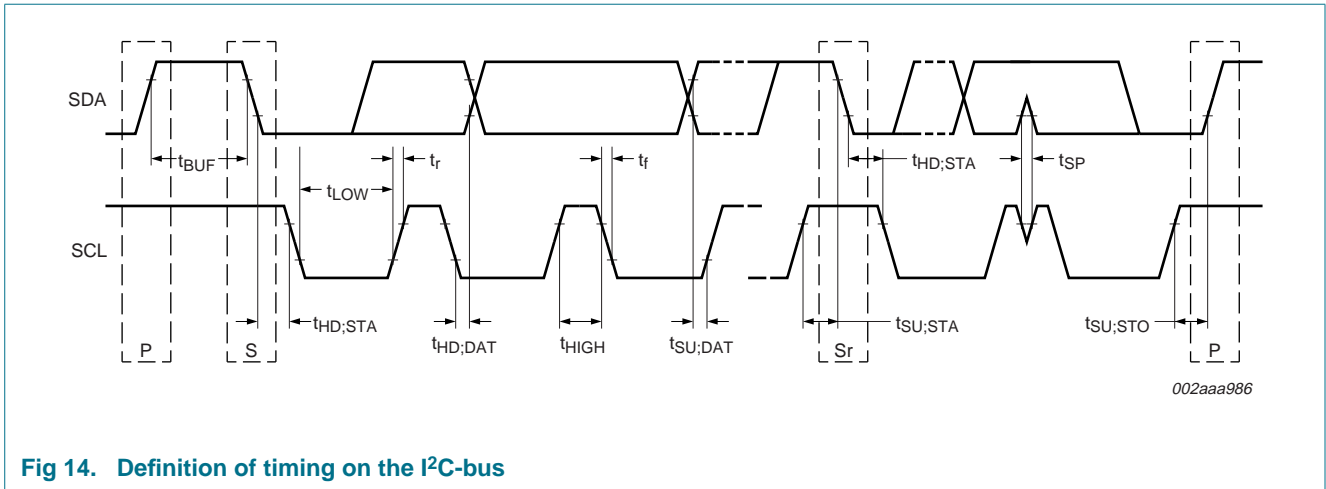 SDA
tBUF
tr
tf
tHD;STA
tSP
tLOW
SCL
tHD;STA
tHD;DAT
tHIGH
tSU;DAT
tSU;STA
tSU;STO
P
S
Sr
P
002aaa986
Fig 14. Definition of timing on the I²C-bus